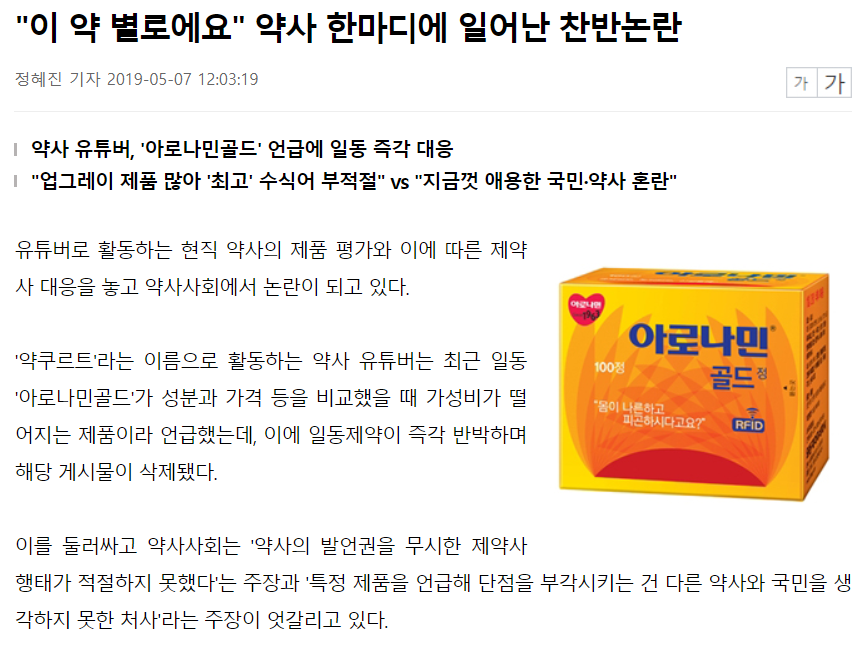 "이 약 별로에요" 약사 한마디에 일어난 찬반논란
정혜진 기자 2019-05-07 12:03:19
가 가
약사 유튜버, '아로나민골드' 언급에 일동 즉각 대응
"업그레이 제품 많아 '최고' 수식어 부적절" vs "지금껏 애용한 국민·약사 혼란"
유튜버로 활동하는 현직 약사의 제품 평가와 이에 따른 제약
사 대응을 놓고 약사사회에서 논란이 되고 있다.
'약쿠르트'라는 이름으로 활동하는 약사 유튜버는 최근 일동
'아로나민골드'가 성분과 가격 등을 비교했을 때 가성비가 떨
어지는 제품이라 언급했는데, 이에 일동제약이 즉각 반박하며
해당 게시물이 삭제됐다.
아로나민
1963
아로나민®
100정
골드정
"몸이 나른하고
피곤하시다고요?"
RFID
이를 둘러싸고 약사사회는 '약사의 발언권을 무시한 제약사
행태가 적절하지 못했다'는 주장과 '특정 제품을 언급해 단점을 부각시키는 건 다른 약사와 국민을 생
각하지 못한 처사'라는 주장이 엇갈리고 있다.